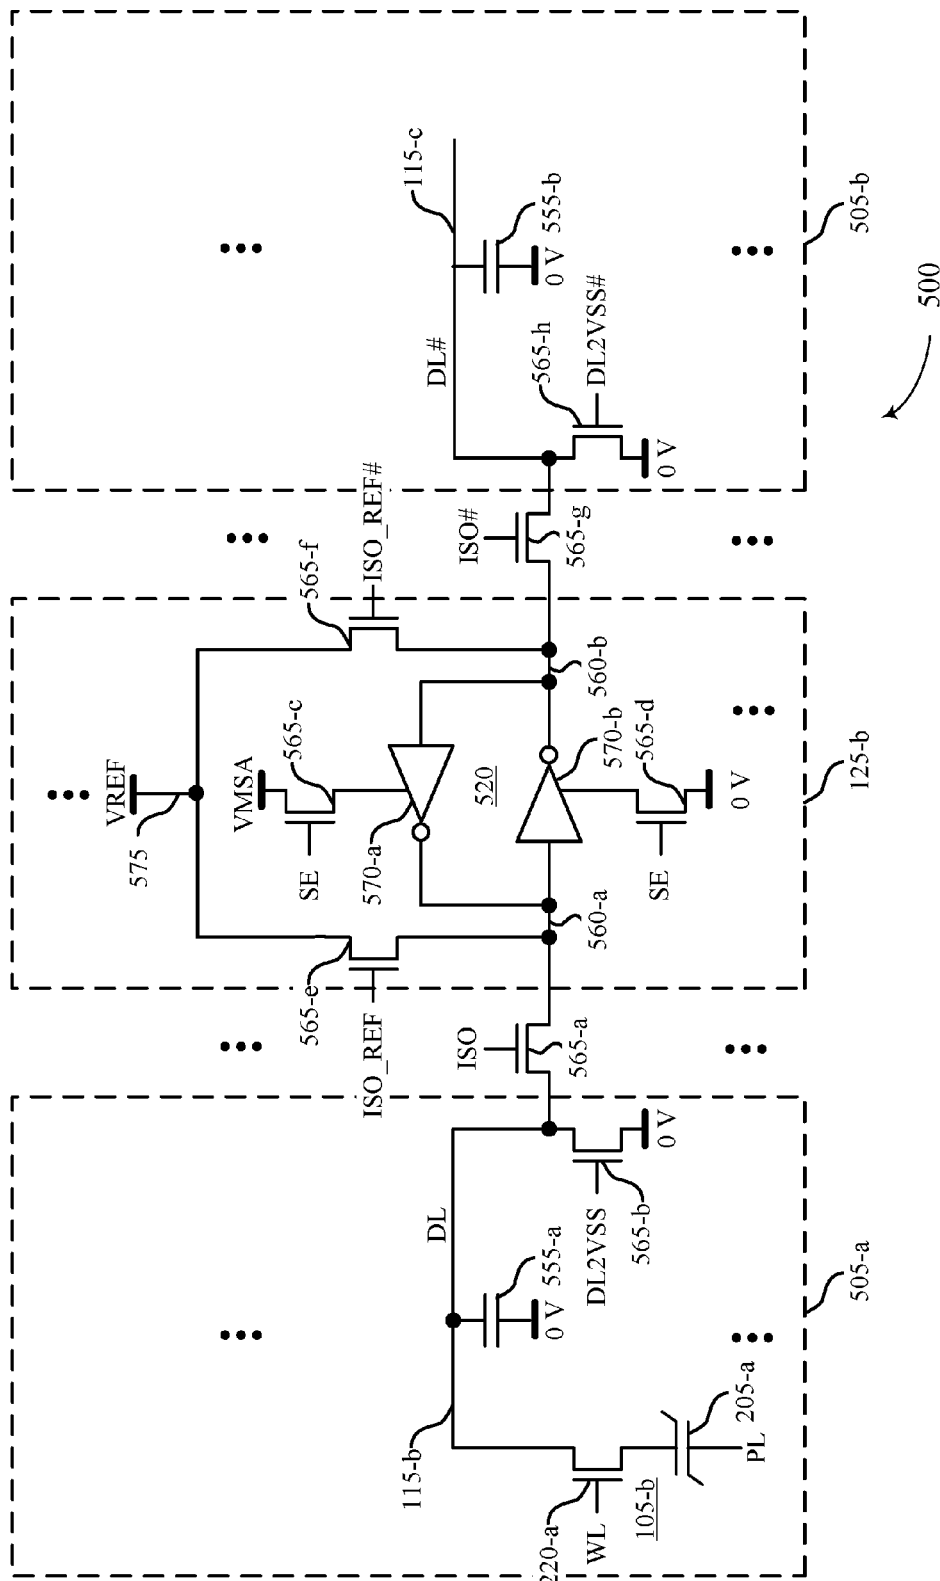 115-c
555-b
0 V
DL#
565-h
DL2VSS#
0 V
505-b
500
565-f
ISO_REF#
ISO#
565-g
VREF
575
VMSA
565-c
SE
570-a
520
560-b
570-b
565-d
SE
0 V
560-a
125-b
565-e
ISO_REF
ISO
565-a
DL
0 V
DL2VSS
565-b
555-a
0 V
115-b
505-a
205-a
PL
105-b
WL
220-a